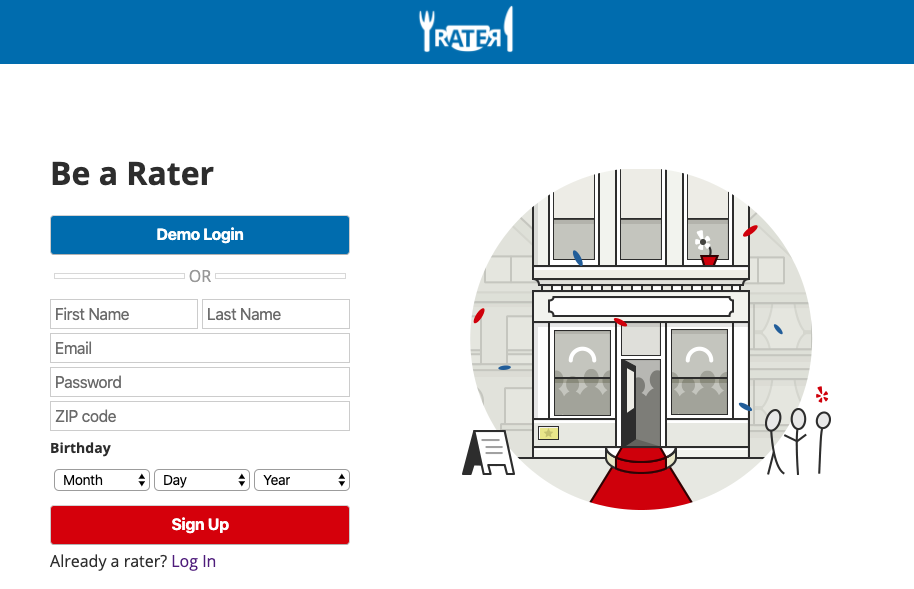 RATER
Be a Rater
Demo Login
OR
First Name Last Name
Email
Password
ZIP code
Birthday
Month Day Year
Sign Up
Already a rater? Log In